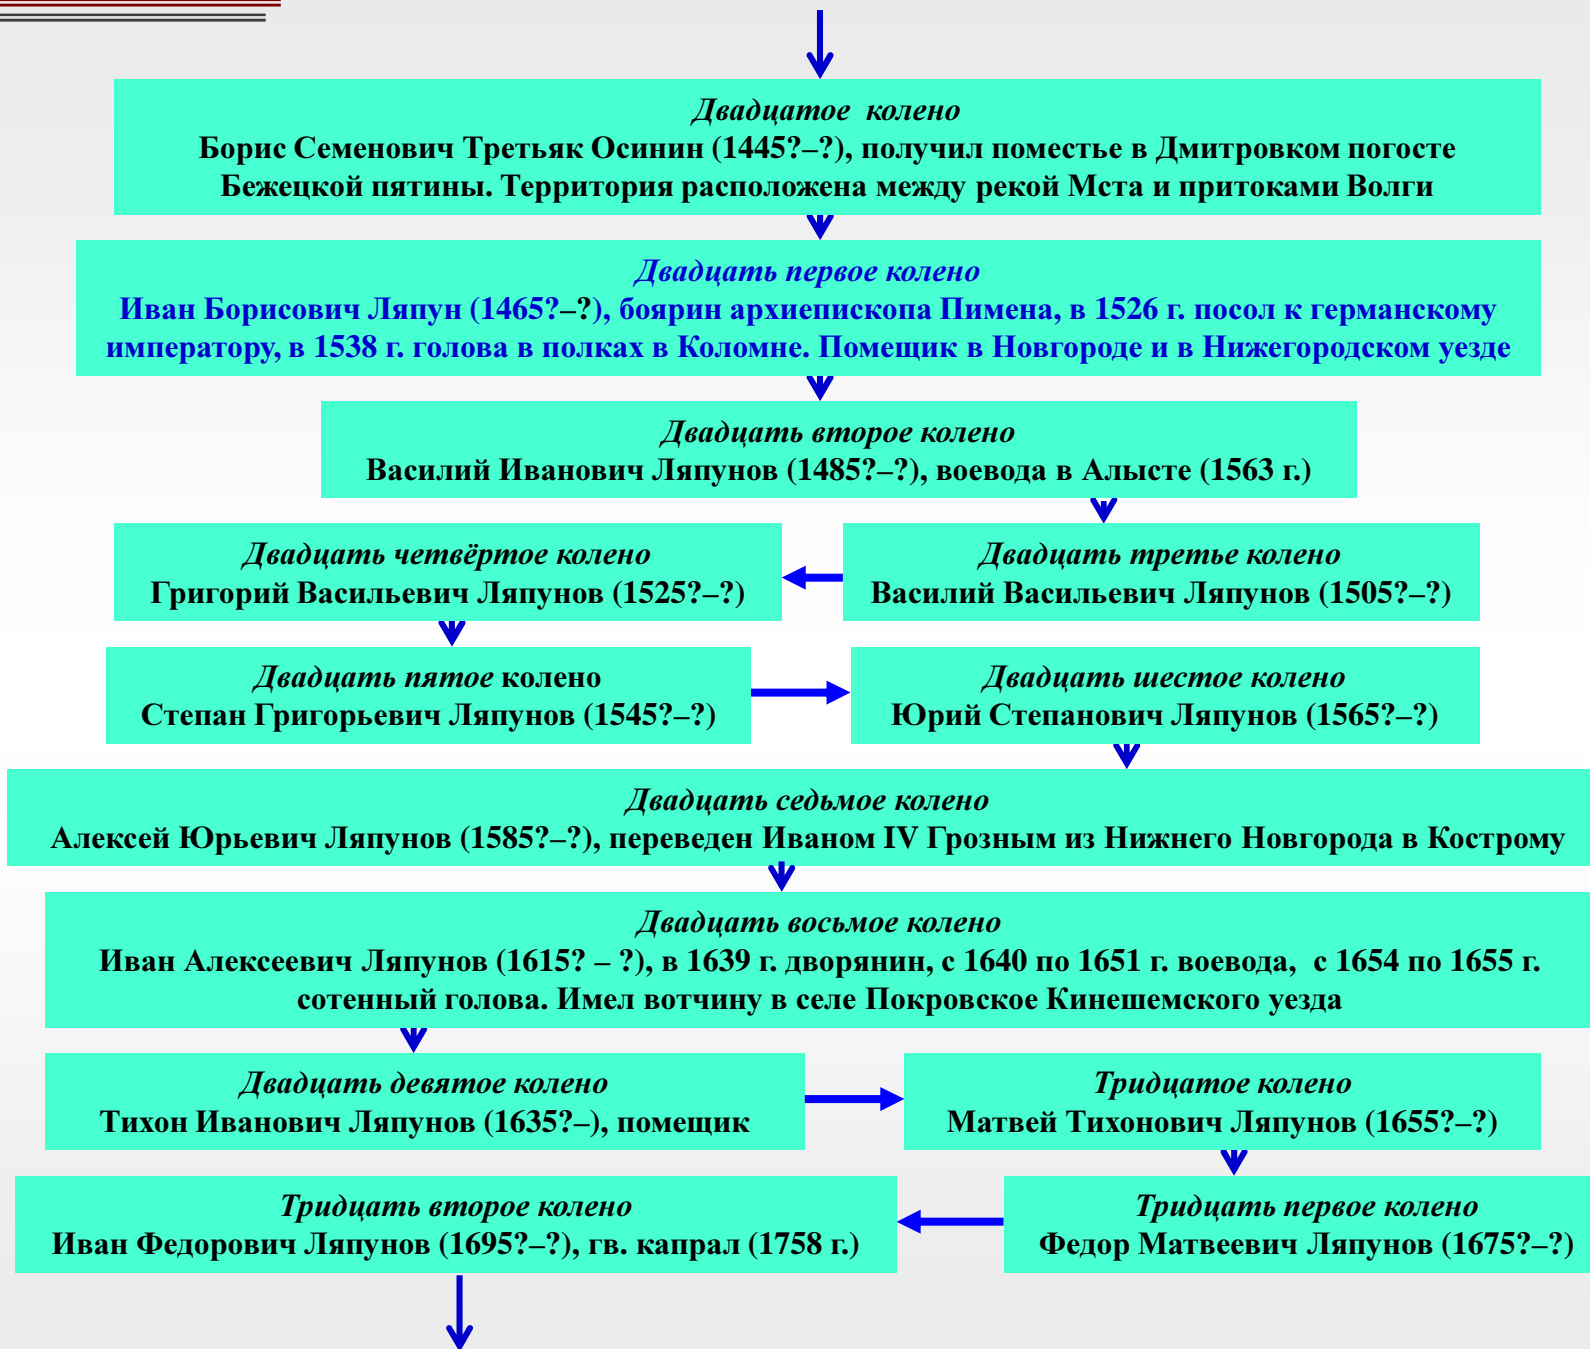 Двадцатое колено
Борис Семенович Третьяк Осинин (1445?–?), получил поместье в Дмитровком погосте
Бежецкой пятины. Территория расположена между рекой Мста и притоками Волги
Двадцать первое колено
Иван Борисович Ляпун (1465?–?), боярин архиепископа Пимена, в 1526 г. посол к германскому
императору, в 1538 г. голова в полках в Коломне. Помещик в Новгороде и в Нижегородском уезде
Двадцать второе колено
Василий Иванович Ляпунов (1485?–?), воевода в Алысте (1563 г.)
Двадцать третье колено
Василий Васильевич Ляпунов (1505?–?)
Двадцать четвёртое колено
Григорий Васильевич Ляпунов (1525?–?)
Двадцать пятое колено
Степан Григорьевич Ляпунов (1545?–?)
Двадцать шестое колено
Юрий Степанович Ляпунов (1565?–?)
Двадцать седьмое колено
Алексей Юрьевич Ляпунов (1585?–?), переведен Иваном IV Грозным из Нижнего Новгорода в Кострому
Двадцать восьмое колено
Иван Алексеевич Ляпунов (1615? – ?), в 1639 г. дворянин, с 1640 по 1651 г. воевода, с 1654 по 1655 г.
сотенный голова. Имел вотчину в селе Покровское Кинешемского уезда
Двадцать девятое колено
Тихон Иванович Ляпунов (1635?–), помещик
Тридцатое колено
Матвей Тихонович Ляпунов (1655?–?)
Тридцать первое колено
Федор Матвеевич Ляпунов (1675?–?)
Тридцать второе колено
Иван Федорович Ляпунов (1695?–?), гв. капрал (1758 г.)